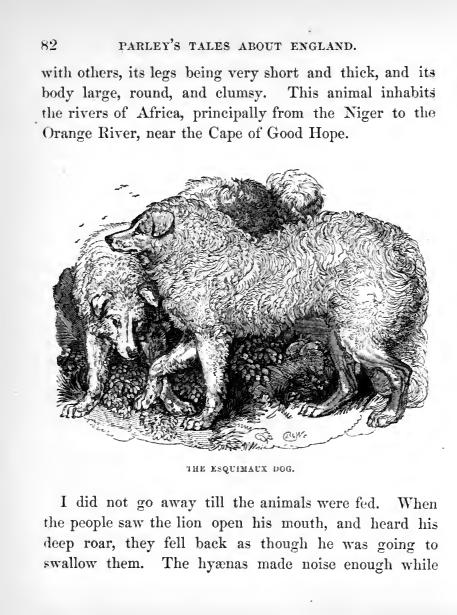 82 PARLEY'S TALES ABOUT ENGLAND.
with others, its legs being very short and thick, and its
body large, round, and clumsy. This animal inhabits
the rivers of Africa, principally from the Niger to the
Orange River, near the Cape of Good Hope.
THE ESQUIMAUX DOG.
I did not go away till the animals were fed. When
the people saw the lion open his mouth, and heard his
deep roar, they fell back as though he was going to
swallow them. The hyænas made noise enough while